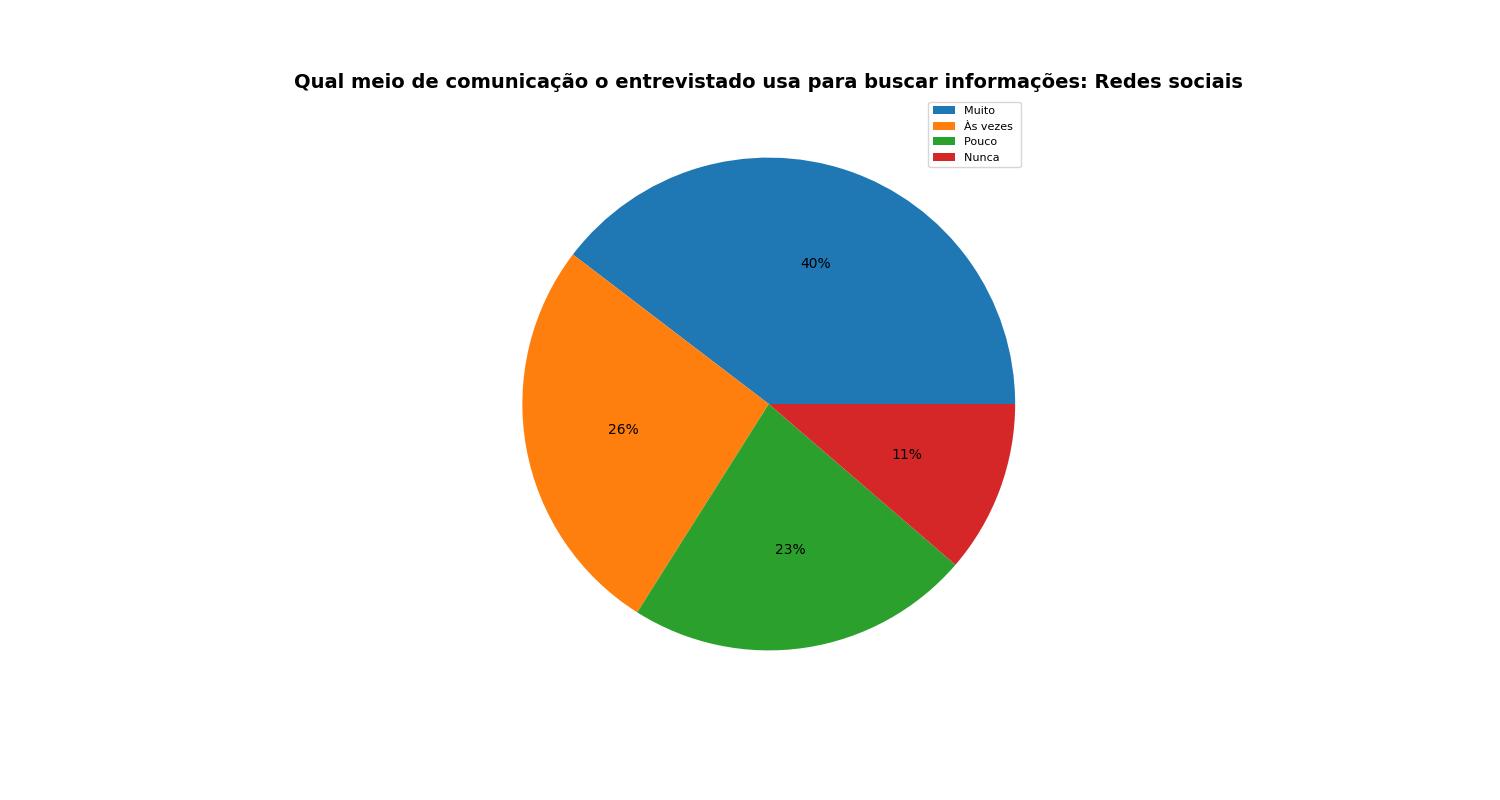 Qual meio de comunicação o entrevistado usa para buscar informações: Redes sociais
Muito
Às vezes
Pouco
Nunca
40%
26%
11%
23%